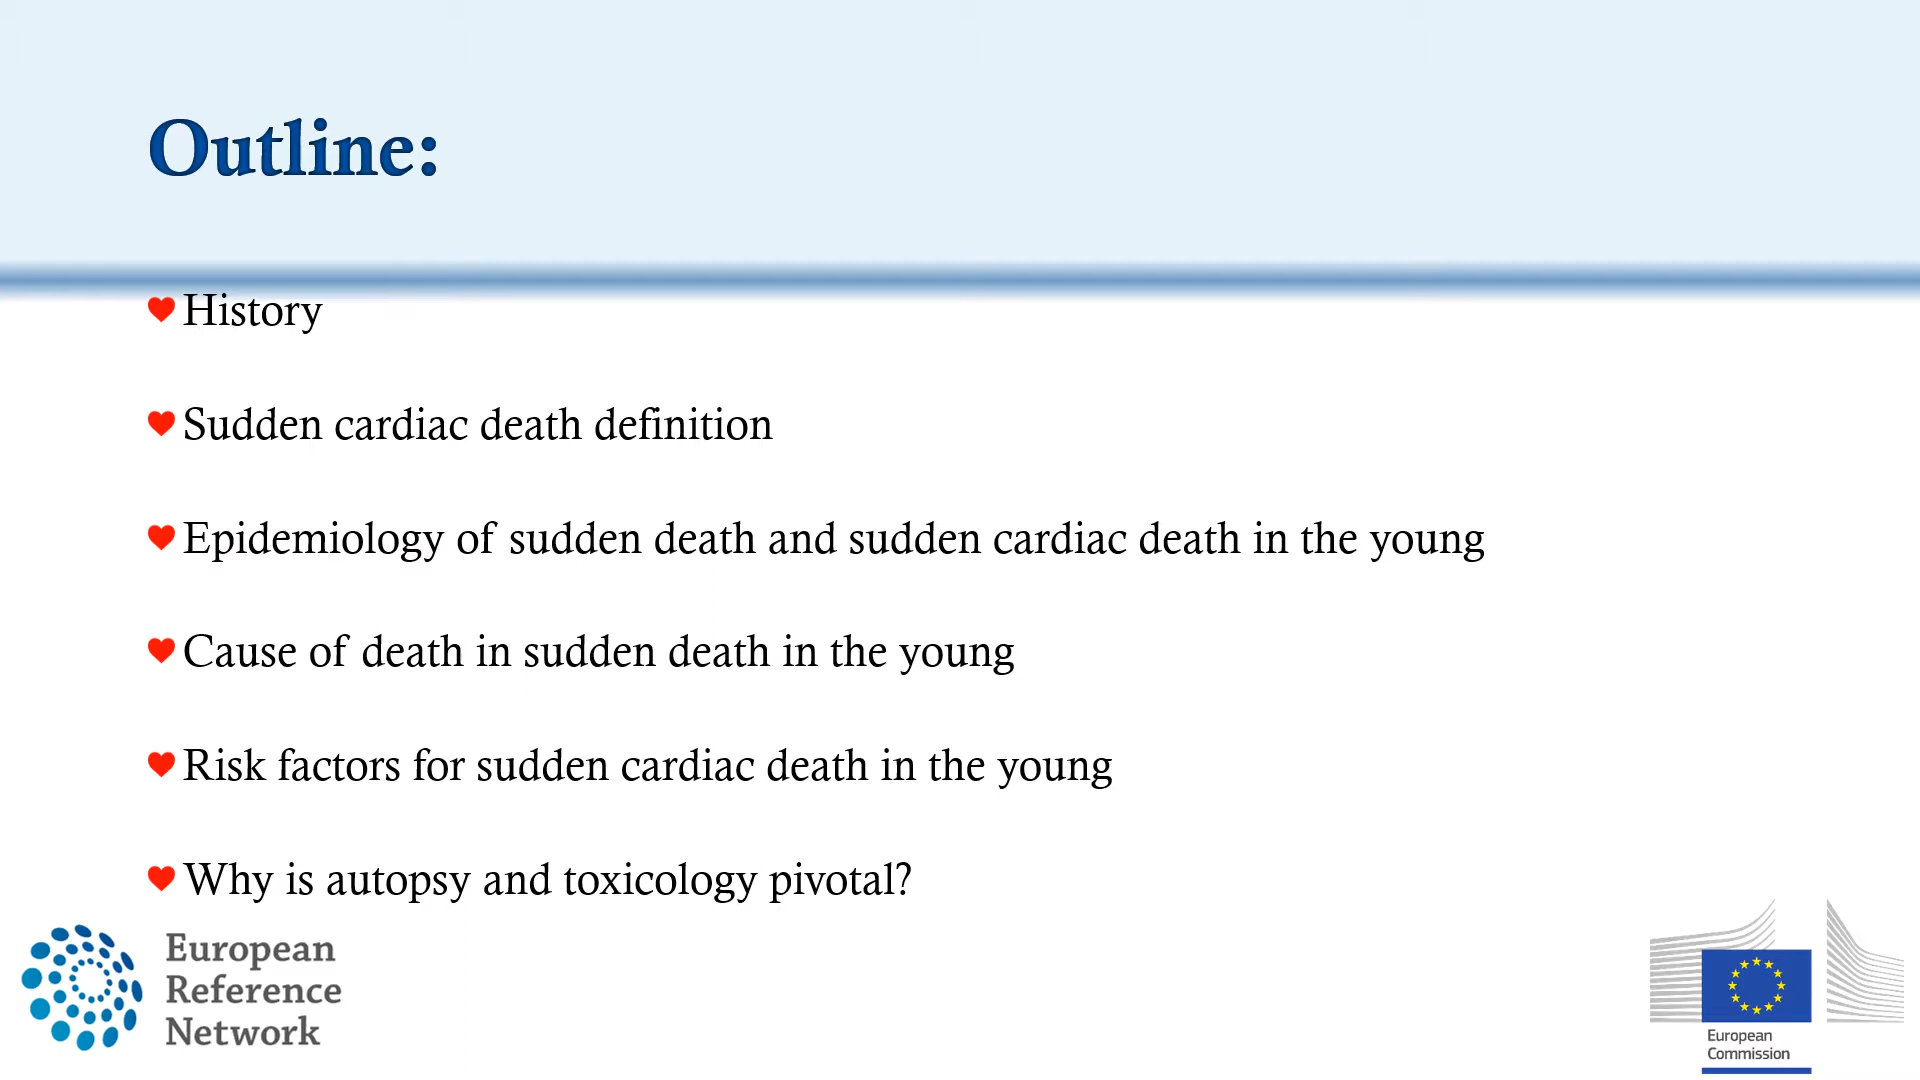 Outline:
History
Sudden cardiac death definition
Epidemiology of sudden death and sudden cardiac death in the young
Cause of death in sudden death in the young
Risk factors for sudden cardiac death in the young
Why is autopsy and toxicology pivotal?
European
Reference
Network
European
Commission